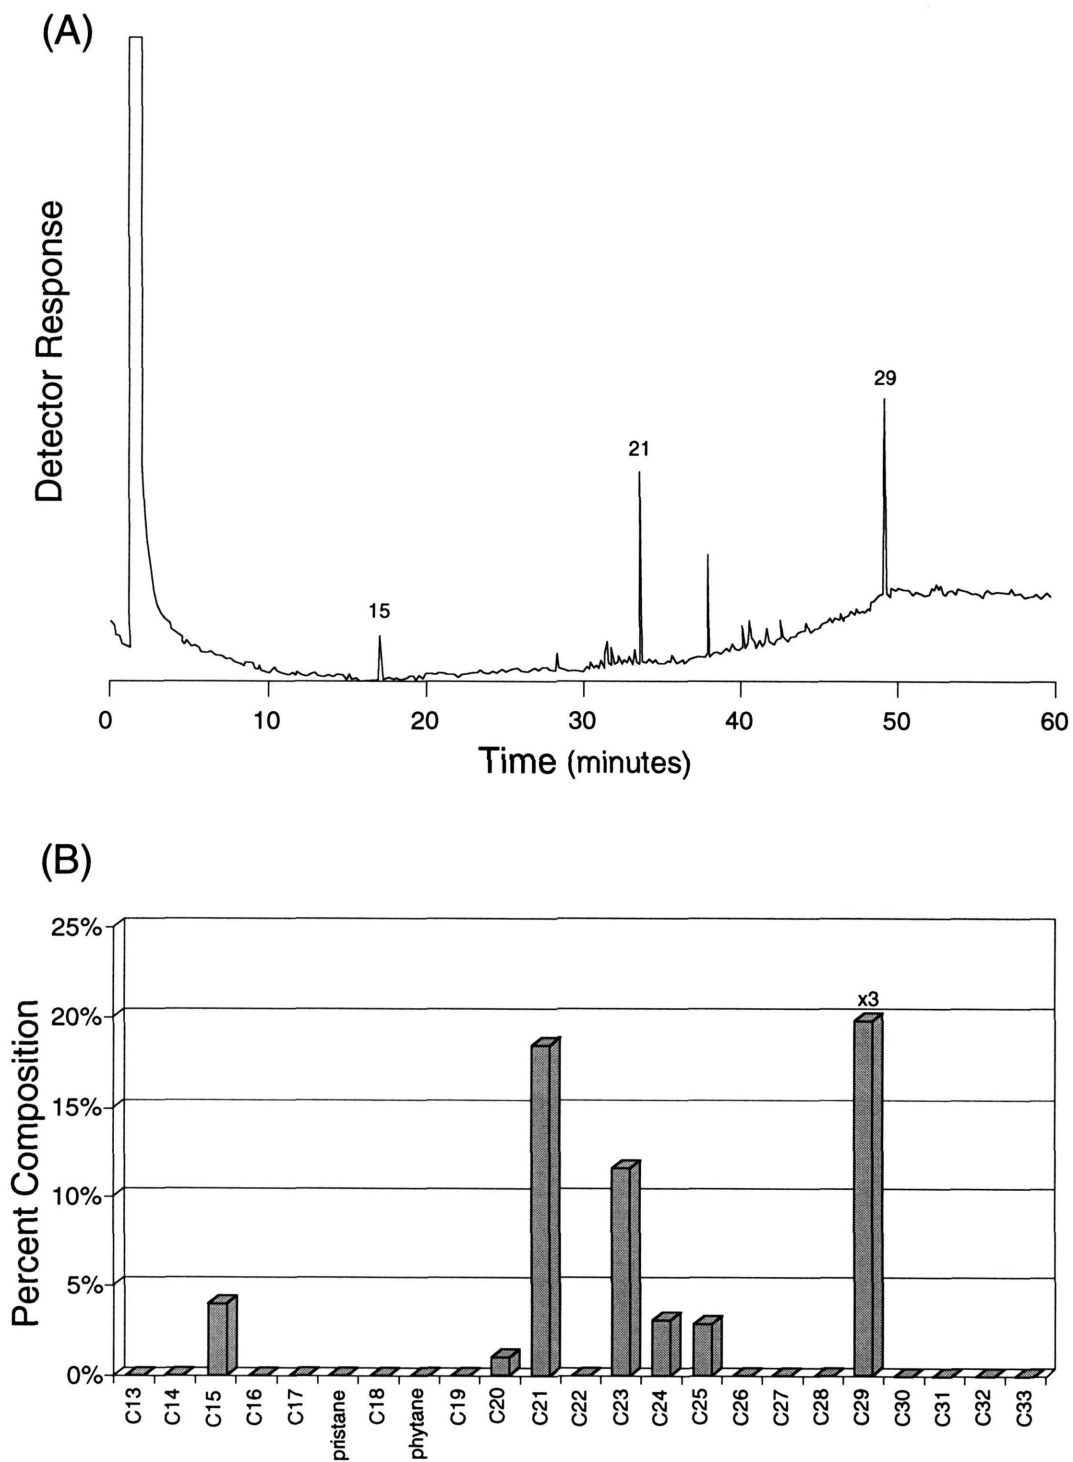 (A)
Detector Response
15
21
29
0 10 20 30 40 50 60
Time (minutes)
(B)
Percent Composition
25%
20%
15%
10%
5%
0%
x3
C13 C14 C15 C16 C17 pristane C18 phytane C19 C20 C21 C22 C23 C24 C25 C26 C27 C28 C29 C30 C31 C32 C33